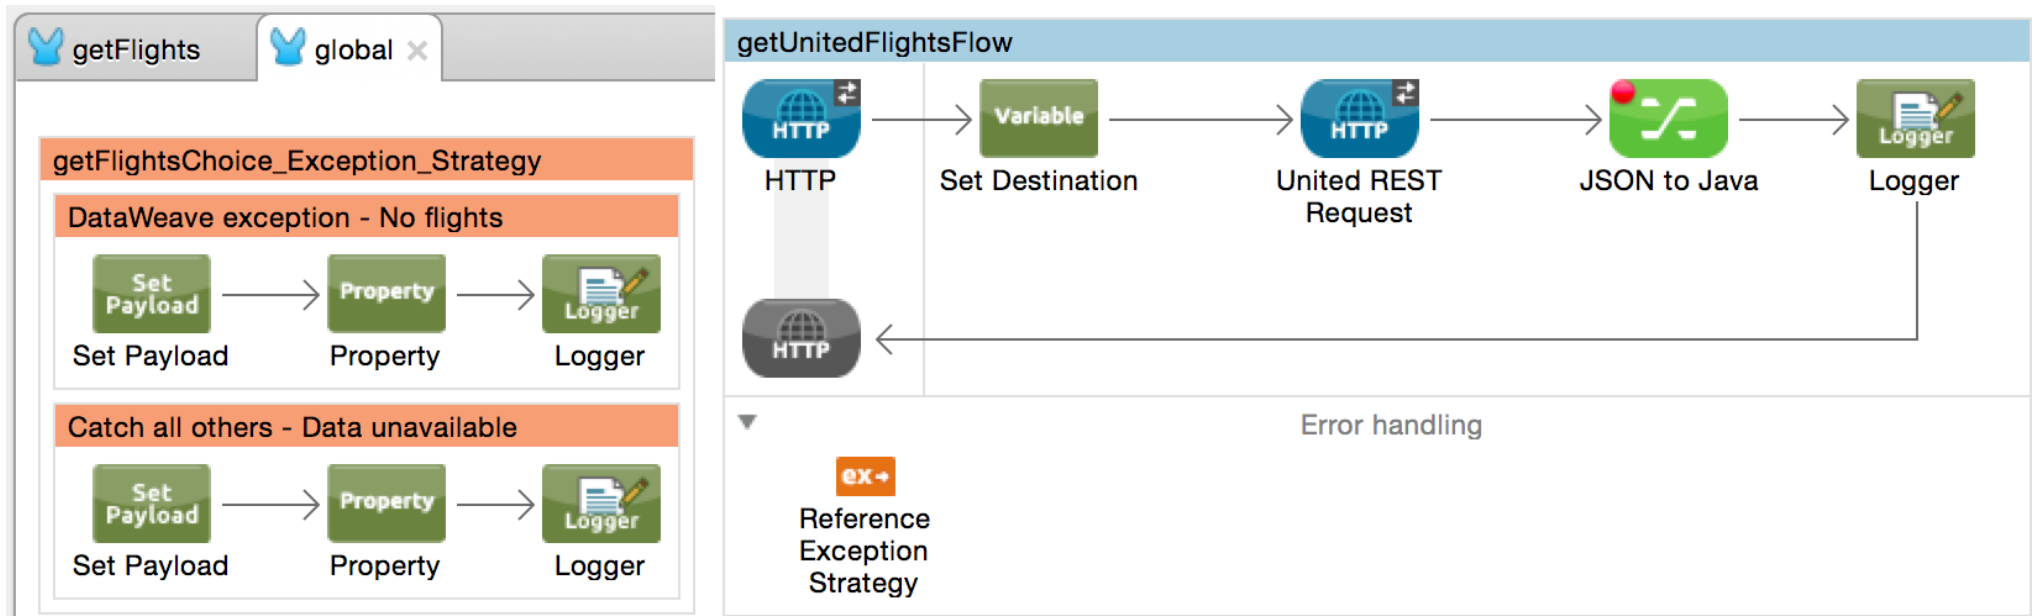 getFlights
global
getFlightsChoice_Exception_Strategy
DataWeave exception - No flights
Set
Payload
Property
Logger
Set Payload
Property
Logger
Catch all others - Data unavailable
Set
Payload
Property
Logger
Set Payload
Property
Logger
getUnitedFlightsFlow
HTTP
Variable
HTTP
Logger
HTTP
Set Destination
United REST
Request
JSON to Java
Logger
HTTP
Error handling
ex
Reference
Exception
Strategy